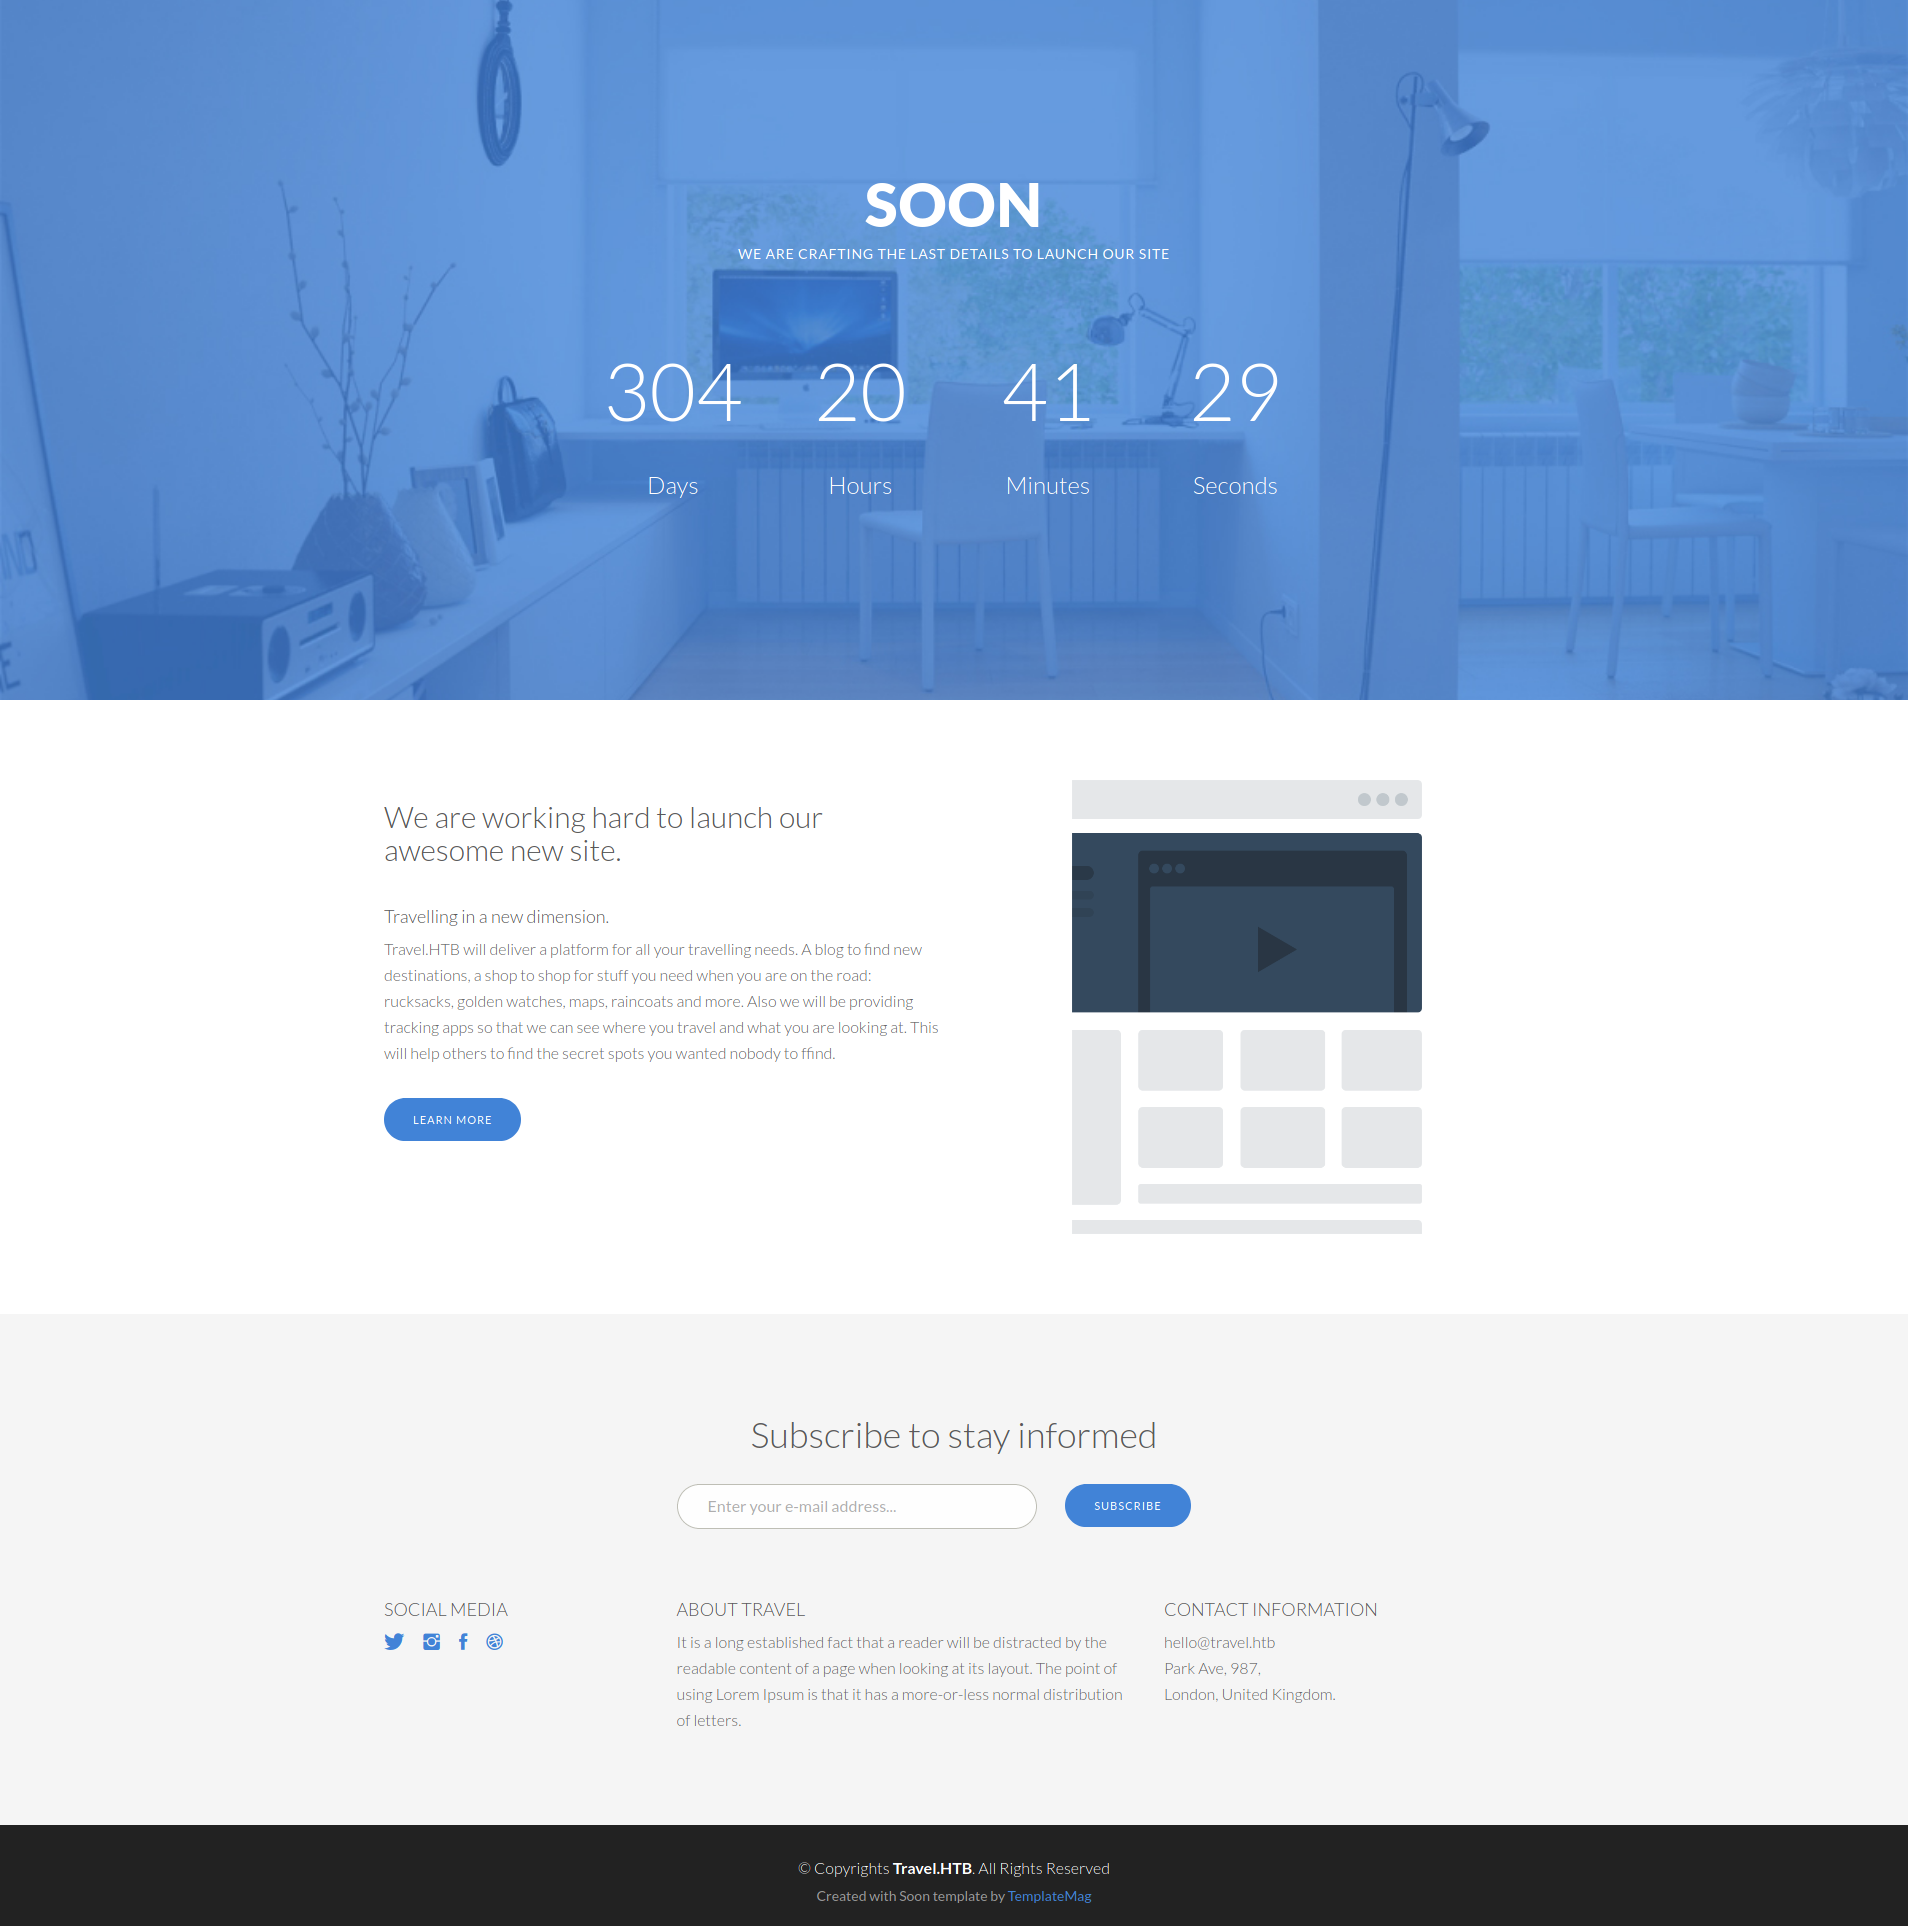 SOON
WE ARE CRAFTING THE LAST DETAILS TO LAUNCH OUR SITE
304 20 41 29
Days Hours Minutes Seconds
We are working hard to launch our
awesome new site.
Travelling in a new dimension.
Travel.HTB will deliver a platform for all your travelling needs. A blog to find new
destinations, a shop to shop for stuff you need when you are on the road:
rucksacks, golden watches, maps, raincoats and more. Also we will be providing
tracking apps so that we can see where you travel and what you are looking at. This
will help others to find the secret spots you wanted nobody to ffind.
LEARN MORE
Subscribe to stay informed
Enter your e-mail address...
SUBSCRIBE
SOCIAL MEDIA
ABOUT TRAVEL
It is a long established fact that a reader will be distracted by the
readable content of a page when looking at its layout. The point of
using Lorem Ipsum is that it has a more-or-less normal distribution
of letters.
CONTACT INFORMATION
hello@travel.htb
Park Ave, 987,
London, United Kingdom.
© Copyrights Travel.HTB. All Rights Reserved
Created with Soon template by TemplateMag